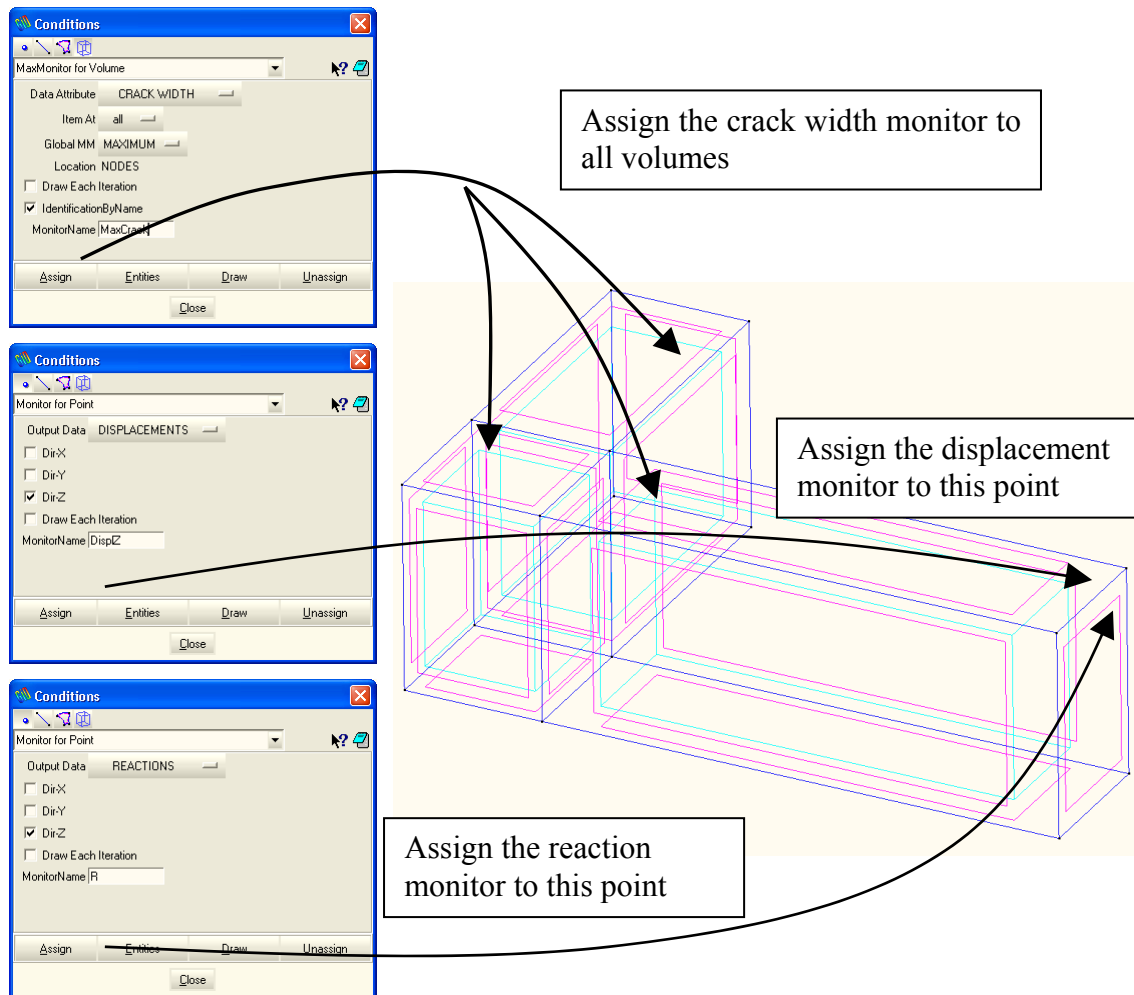 Conditions
MaxMonitor for Volume
Data Attribute CRACK WIDTH
Item At all
Global MM MAXIMUM
Location NODES
Draw Each Iteration
IdentificationByName
MonitorName MaxCrack
Assign Entities Draw Unassign
Close
Assign the crack width monitor to
all volumes
Conditions
Monitor for Point
Output Data DISPLACEMENTS
Dir-X
Dir-Y
Dir-Z
Draw Each Iteration
MonitorName DisplZ
Assign Entities Draw Unassign
Close
Assign the displacement
monitor to this point
Conditions
Monitor for Point
Output Data REACTIONS
Dir-X
Dir-Y
Dir-Z
Draw Each Iteration
MonitorName R
Assign Entities Draw Unassign
Close
Assign the reaction
monitor to this point